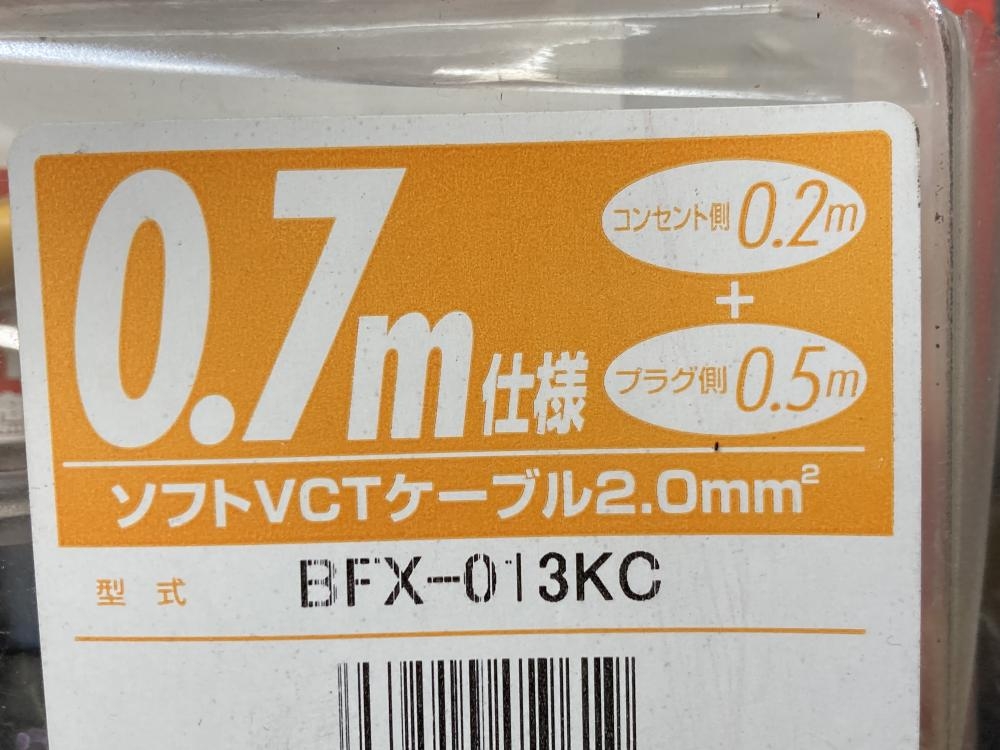 0.7m仕様
コンセント側0.2m
+
プラグ側0.5m
ソフトVCTケーブル2.0mm²
型式 BFX-013KC